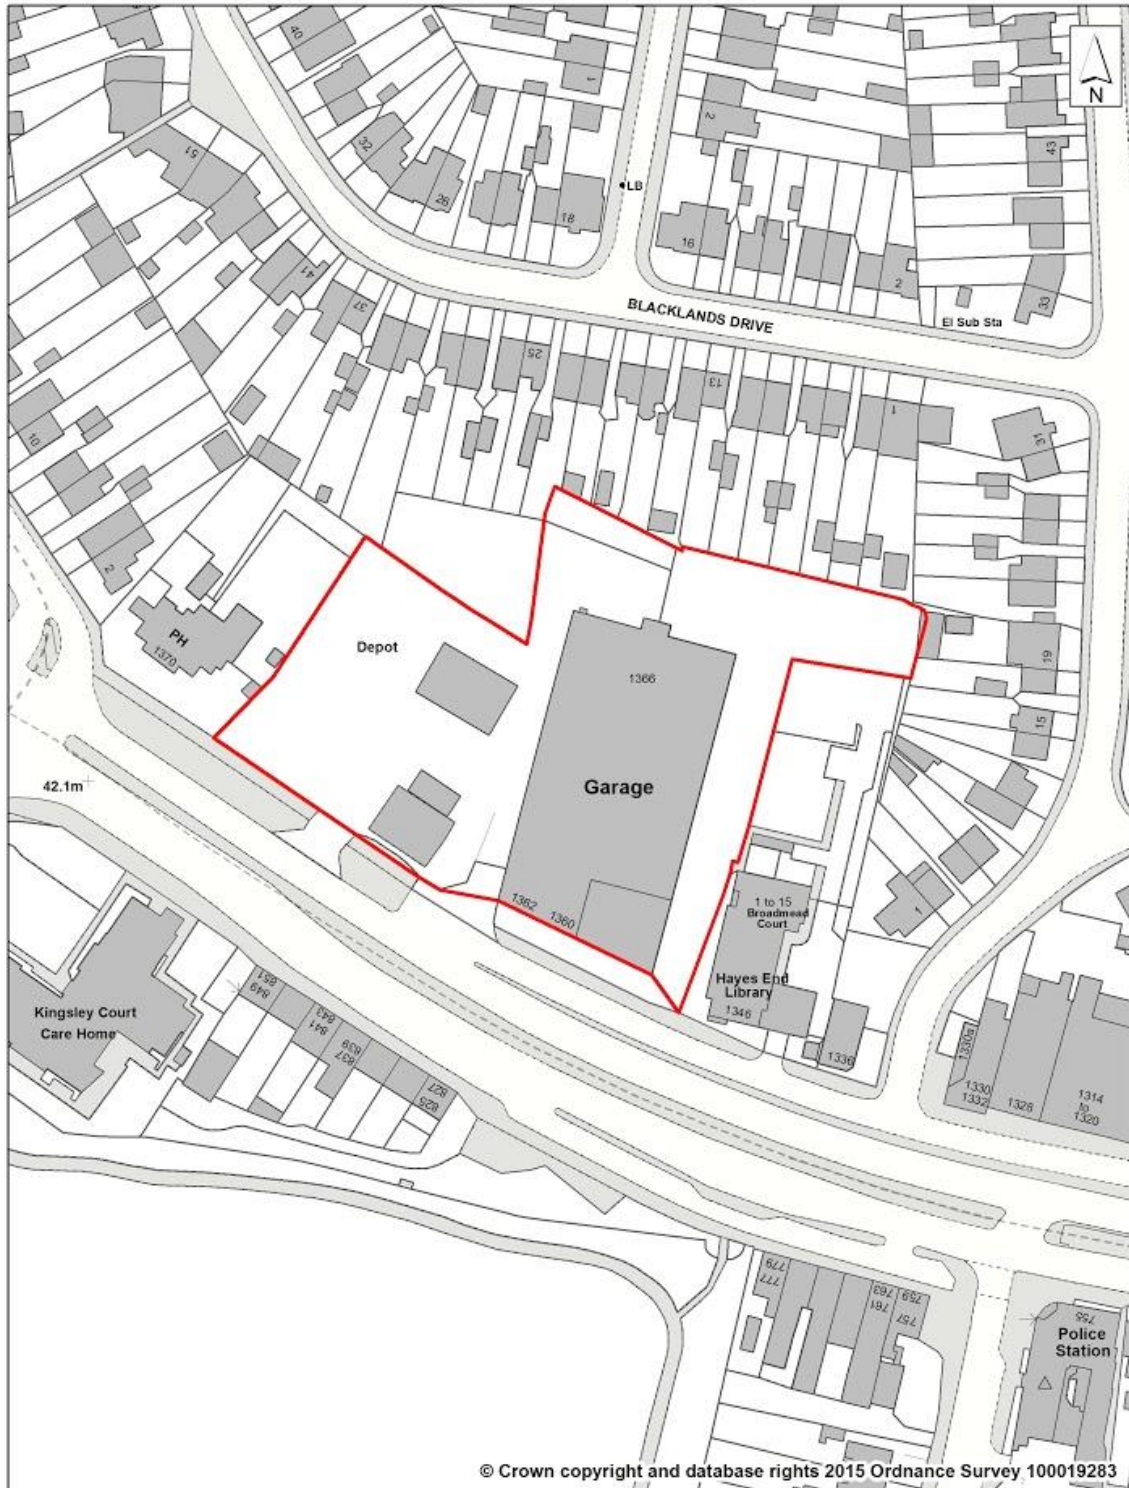 40
1
2
43
N
51
32
26
18
LB
16
2
33
41
37
BLACKLANDS DRIVE
El Sub Sta
25
13
1
31
10
2
PH
1370
Depot
1366
19
15
42.1m
Garage
1
1362
1360
1 to 15
Broadmead
Court
Hayes End
Library
1346
1336
851
849
843
841
839
837
827
825
Kingsley Court
Care Home
1330a
1330
1332
1328
1314
to
1320
779
777
763
761
759
757
755
Police
Station
© Crown copyright and database rights 2015 Ordnance Survey 100019283